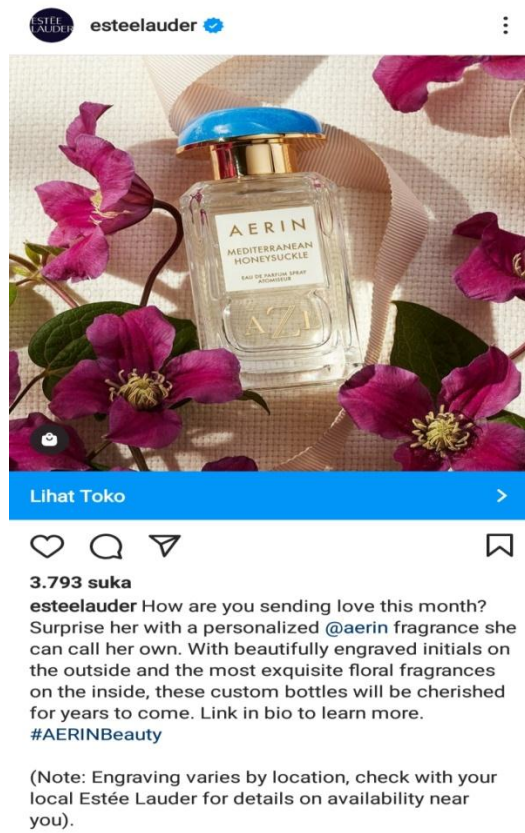 ESTĒE
LAUDER
esteelauder
AERIN
MEDITERRANEAN
HONEYSUCKLE
EAU DE PARFUM SPRAY
ATOMISEUR
AZL
Lihat Toko
3.793 suka
esteelauder How are you sending love this month?
Surprise her with a personalized @aerin fragrance she
can call her own. With beautifully engraved initials on
the outside and the most exquisite floral fragrances
on the inside, these custom bottles will be cherished
for years to come. Link in bio to learn more.
#AERINBeauty
(Note: Engraving varies by location, check with your
local Estée Lauder for details on availability near
you).